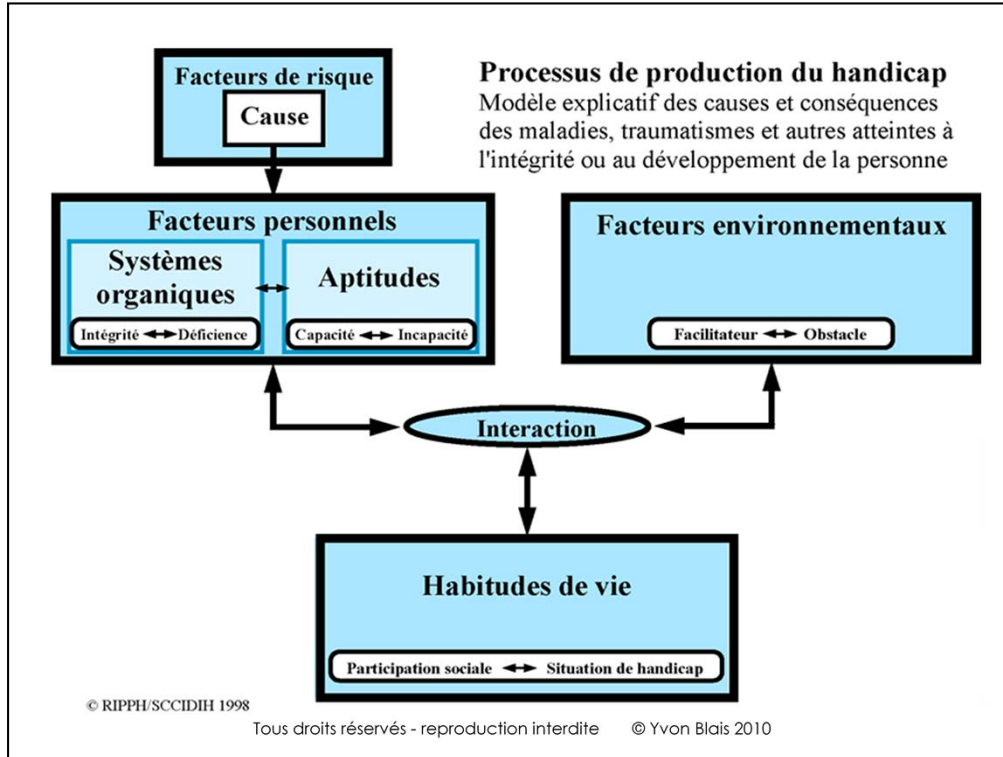 Facteurs de risque
Cause
Processus de production du handicap
Modèle explicatif des causes et conséquences
des maladies, traumatismes et autres atteintes à
l'intégrité ou au développement de la personne
Facteurs personnels
Systèmes
organiques
Intégrité Déficience
Aptitudes
Capacité Incapacité
Facteurs environnementaux
Facilitateur Obstacle
Interaction
Habitudes de vie
Participation sociale Situation de handicap
© RIPPH/SCCIDIH 1998
Tous droits réservés - reproduction interdite © Yvon Blais 2010